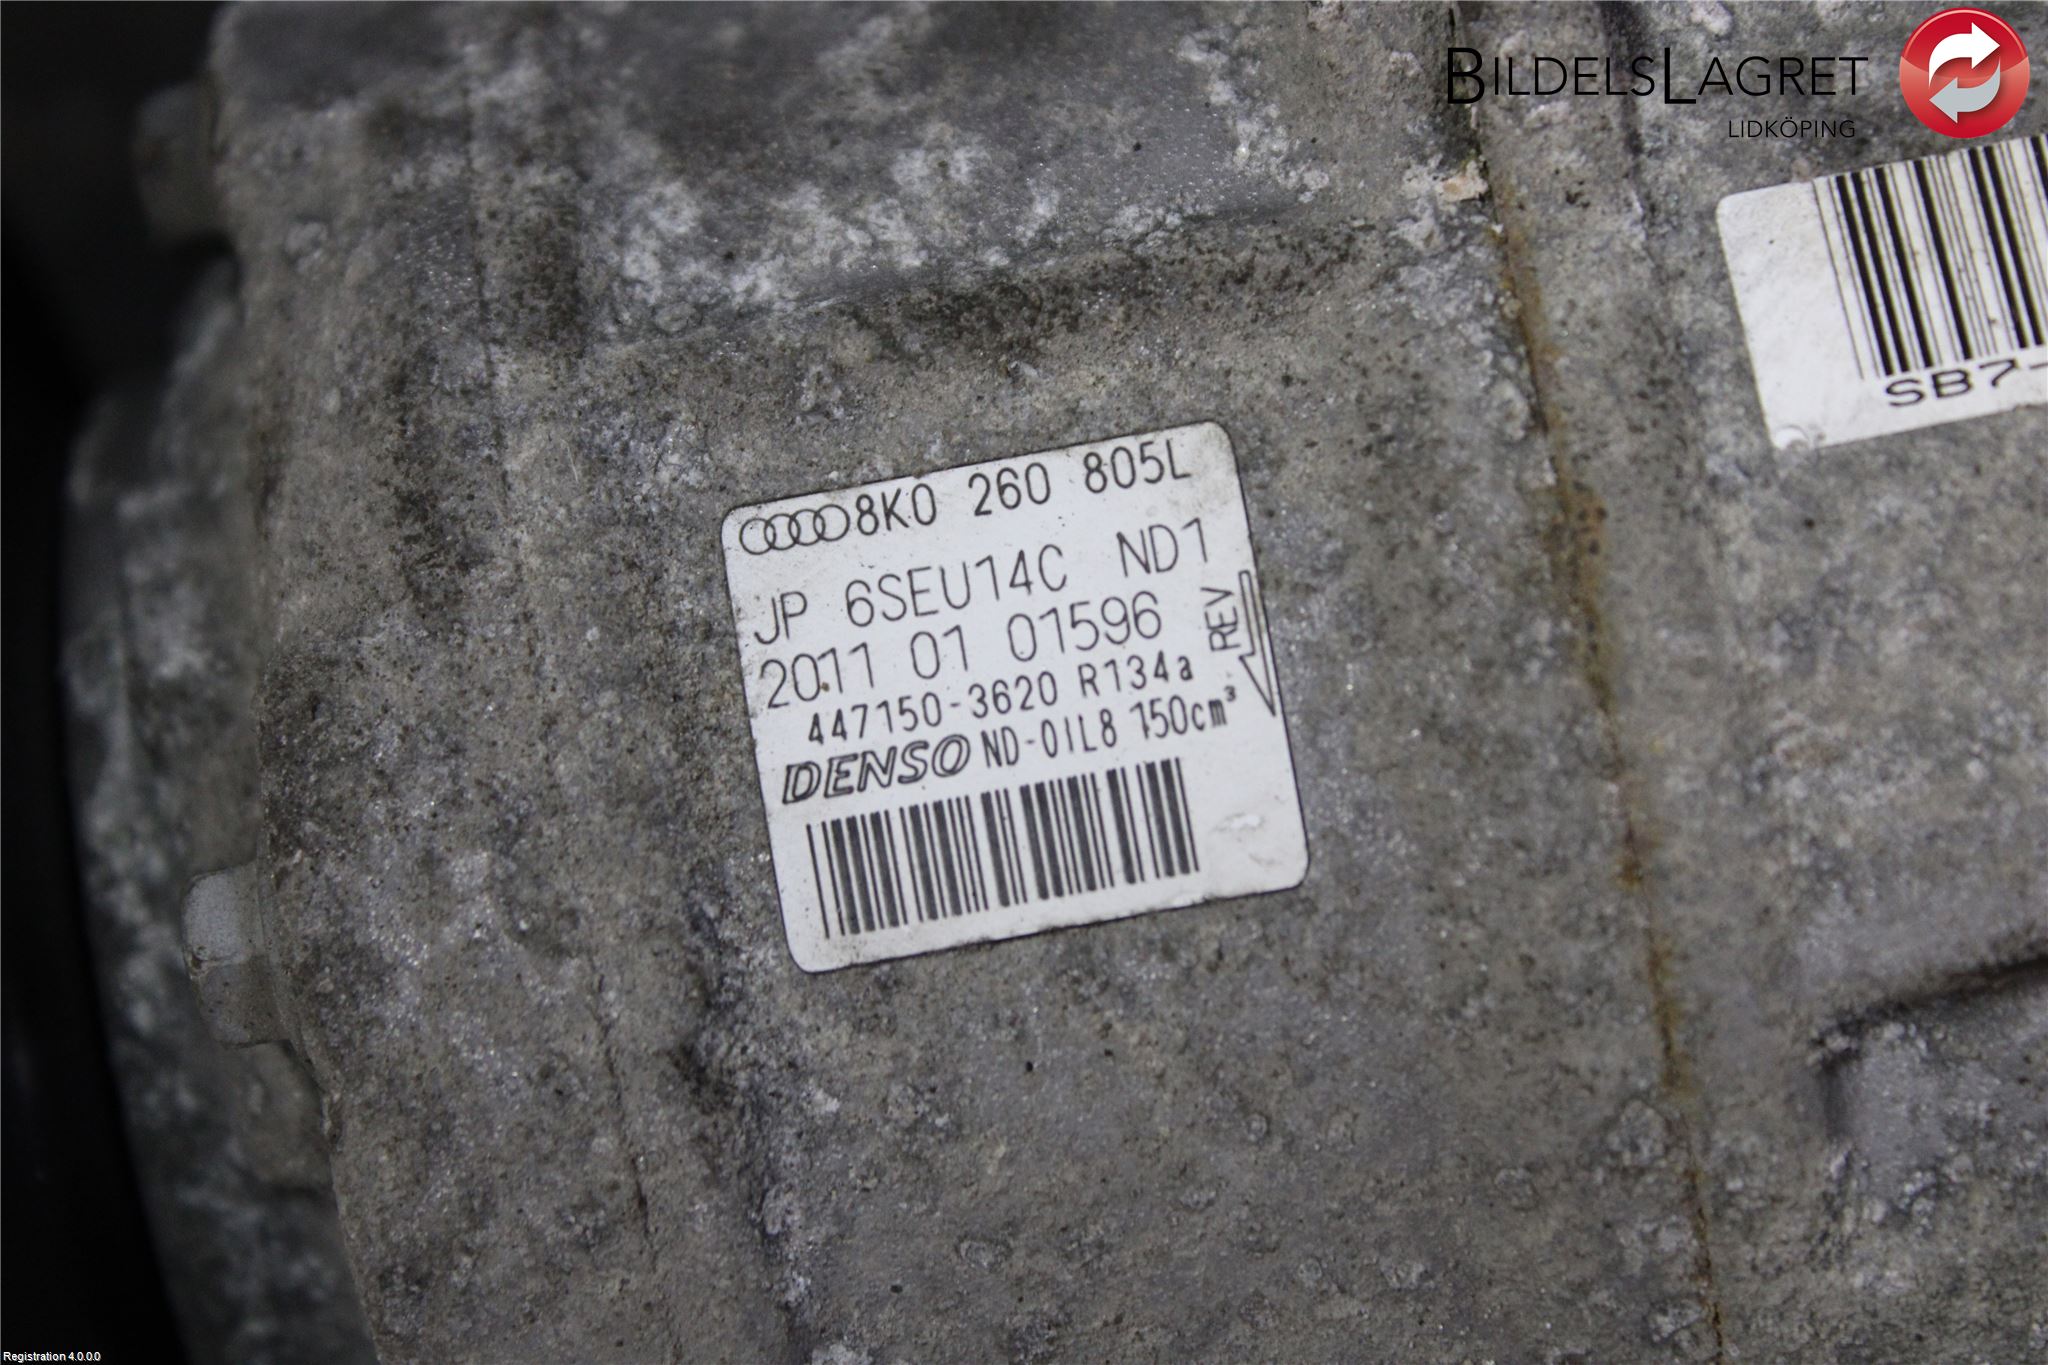 BILDELSLAGRET
LIDKÖPING
SB7-
8K0 260 805L
JP 6SEU14C ND1
2011 01 01596
REV
447150-3620 R134a
DENSO ND-OIL8 150cm³
Registration 4.0.0.0